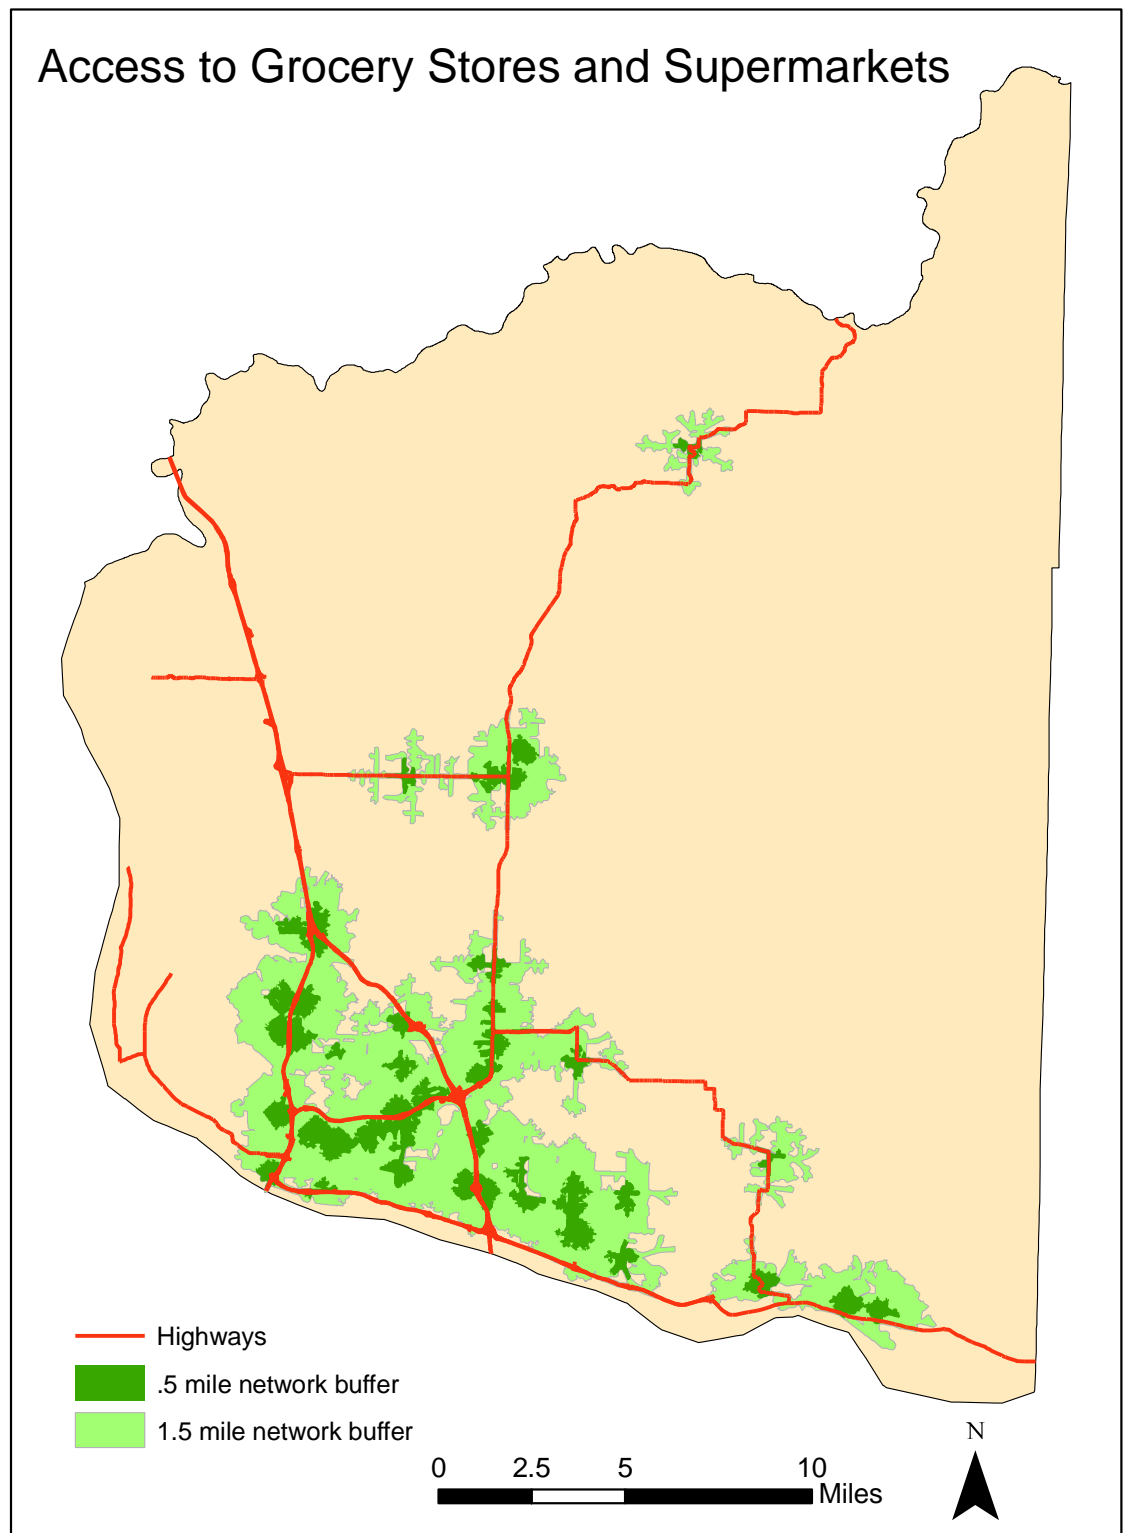 Access to Grocery Stores and Supermarkets
Highways
.5 mile network buffer
1.5 mile network buffer
0 2.5 5 10
Miles
N